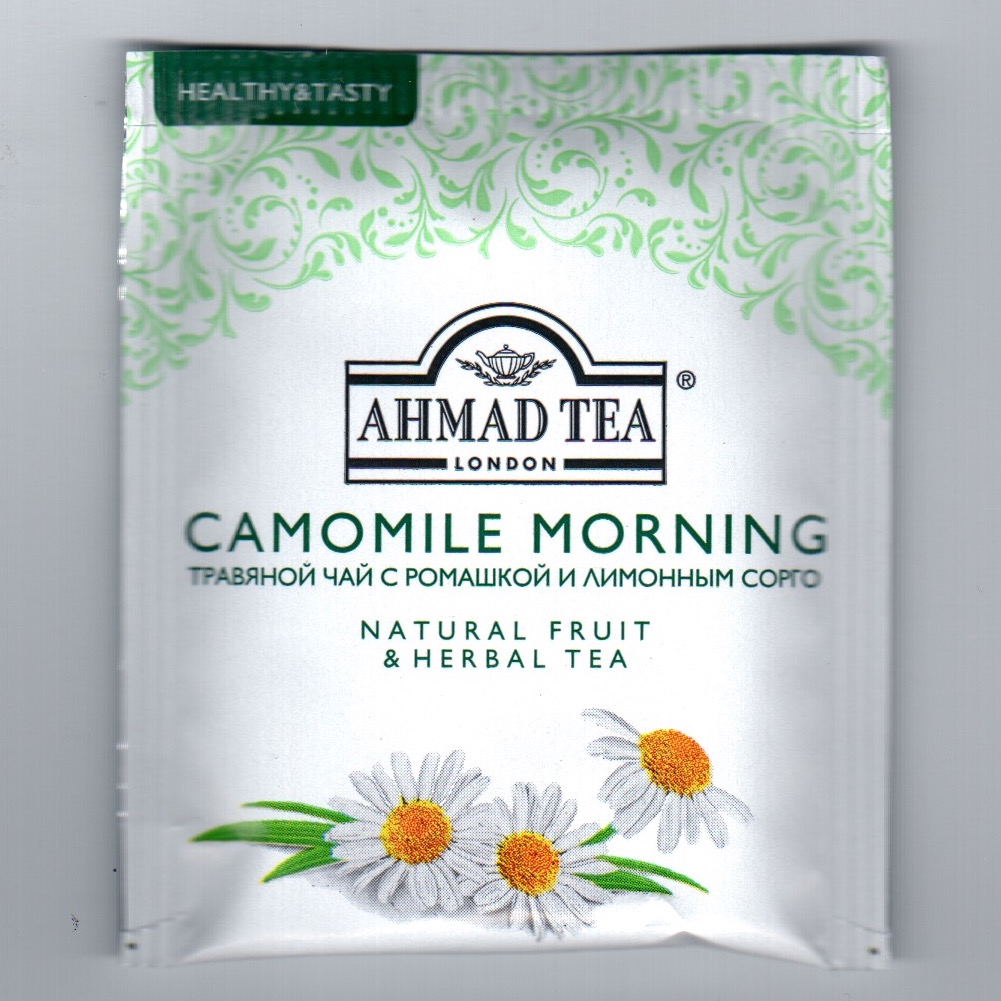 HEALTHY&TASTY
AHMAD TEA
®
LONDON
CAMOMILE MORNING
ТРАВЯНОЙ ЧАЙ С РОМАШКОЙ И ЛИМОННЫМ СОРГО
NATURAL FRUIT
& HERBAL TEA